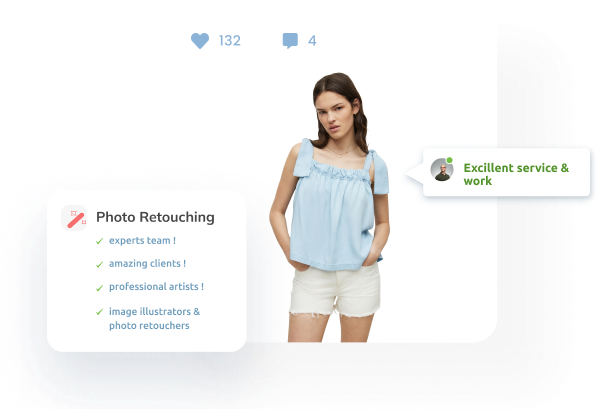 132
4
Excillent service &
work
Photo Retouching
experts team !
amazing clients !
professional artists !
image illustrators &
photo retouchers